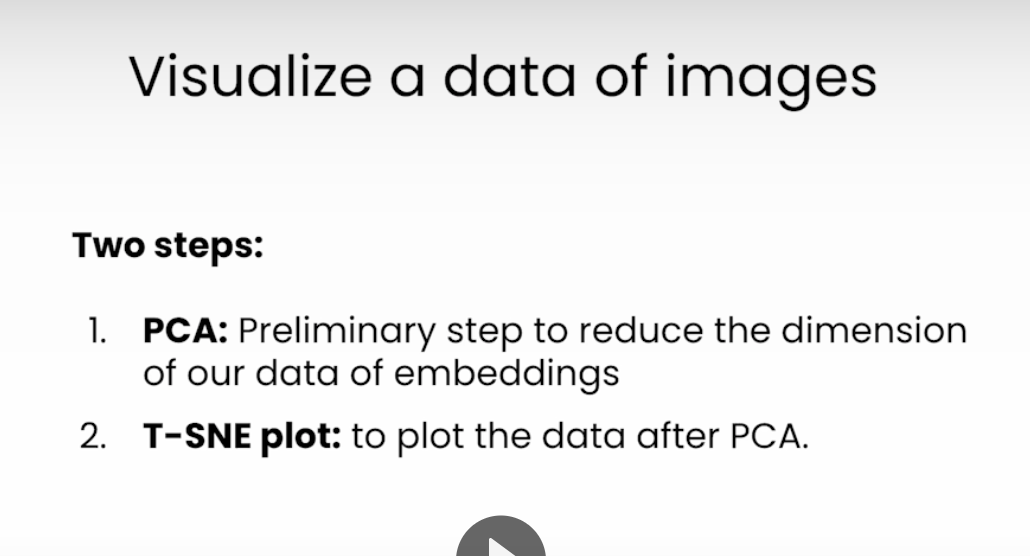 Visualize a data of images
Two steps:
1. PCA: Preliminary step to reduce the dimension
of our data of embeddings
2. T-SNE plot: to plot the data after PCA.